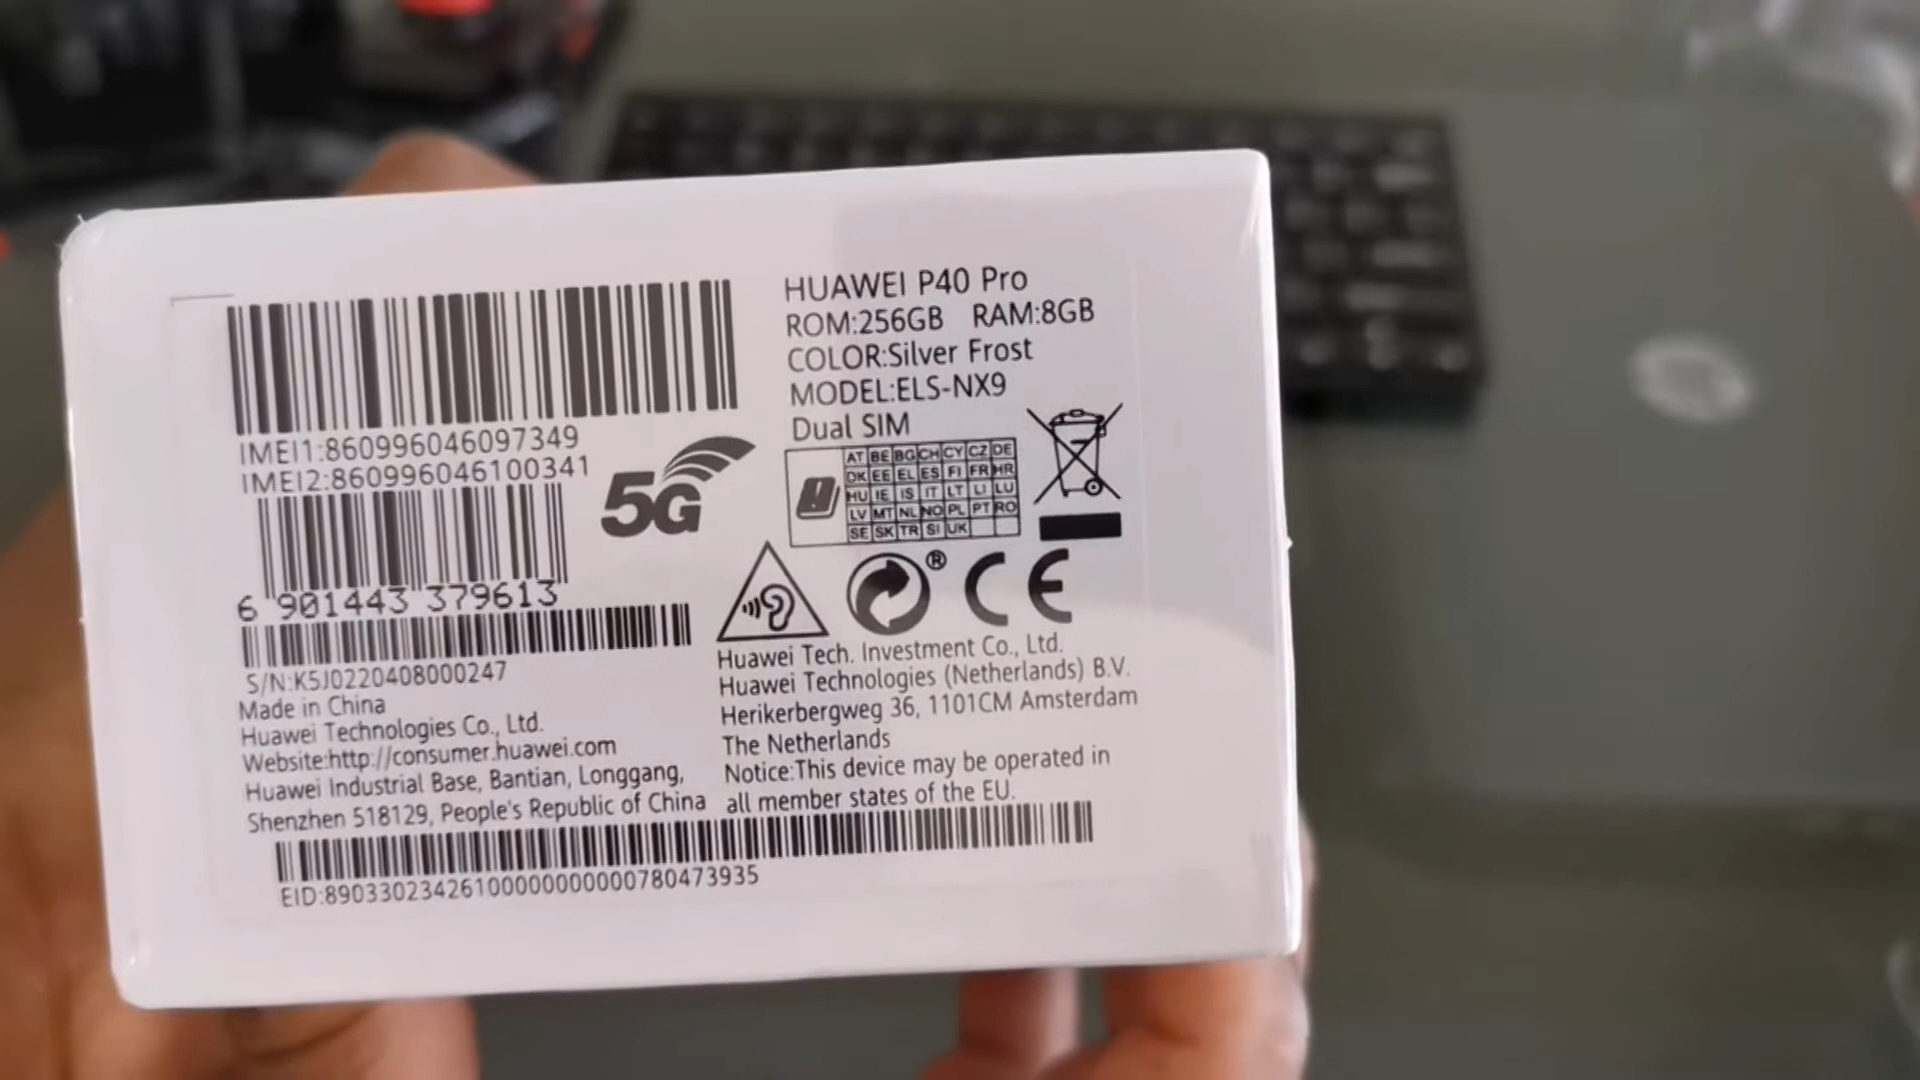 IMEI1:860996046097349
IMEI2:860996046100341
5G
6 901443 379613
S/N:K5J0220408000247
Made in China
Huawei Technologies Co., Ltd.
Website:http://consumer.huawei.com
Huawei Industrial Base, Bantian, Longgang,
Shenzhen 518129, People's Republic of China
HUAWEI P40 Pro
ROM:256GB RAM:8GB
COLOR:Silver Frost
MODEL:ELS-NX9
Dual SIM
AT BE BG CH CY CZ DE
DK EE EL ES FI FR HR
HU IE IS IT LT LI LU
LV MT NL NO PL PT RO
SE SK TR SI UK
® CE
Huawei Tech. Investment Co., Ltd.
Huawei Technologies (Netherlands) B.V.
Herikerbergweg 36, 1101CM Amsterdam
The Netherlands
Notice:This device may be operated in
all member states of the EU.
EID:89033023426100000000000780473935